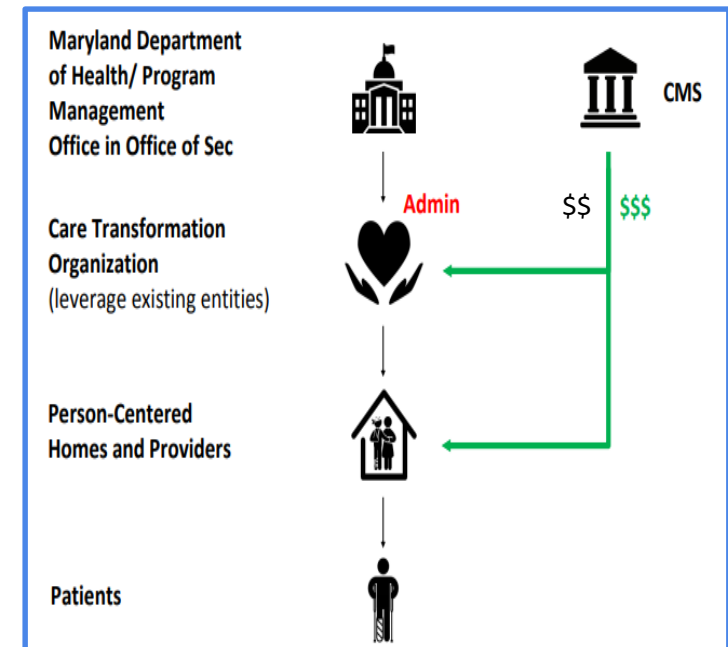 Maryland Department
of Health/ Program
Management
Office in Office of Sec
CMS
Admin
$$ $$$
Care Transformation
Organization
(leverage existing entities)
Person-Centered
Homes and Providers
Patients